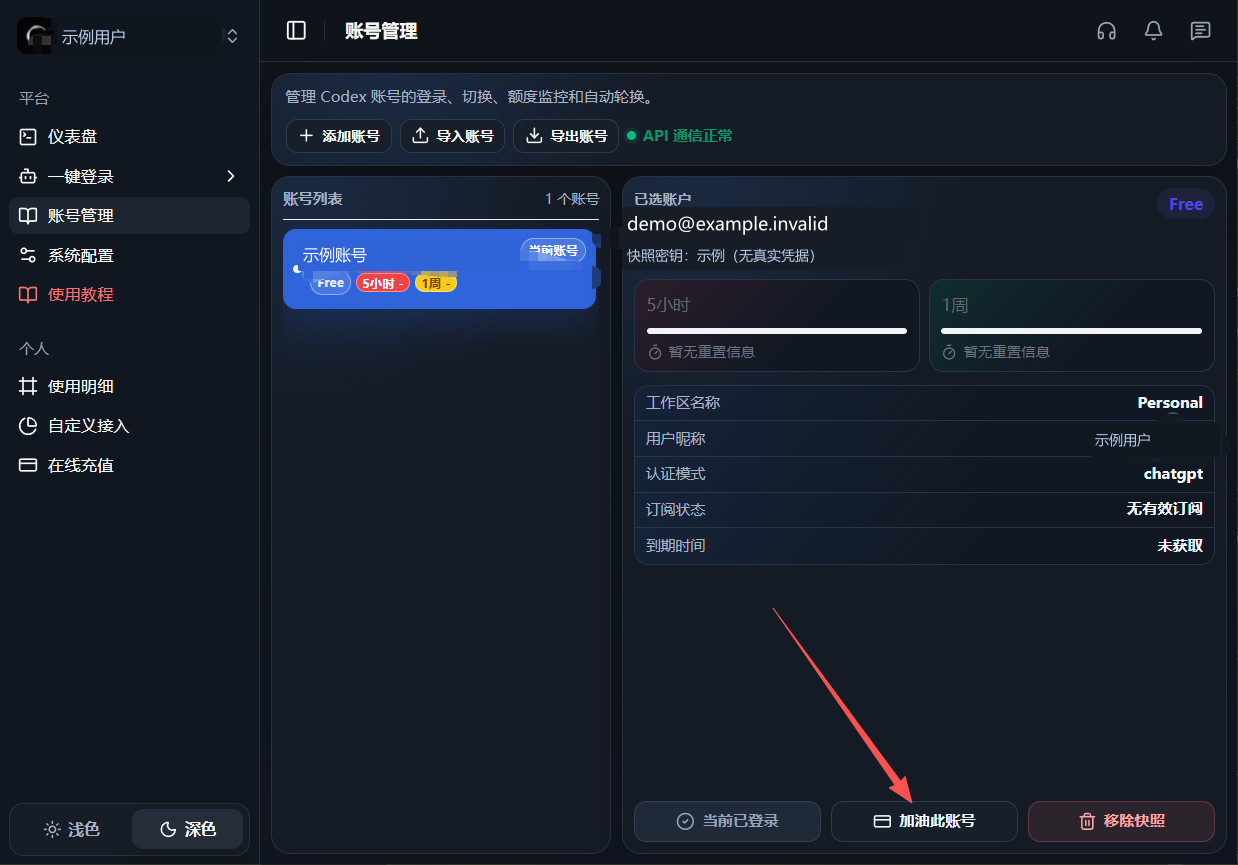 示例用户
平台
仪表盘
一键登录
账号管理
系统配置
使用教程
个人
使用明细
自定义接入
在线充值
浅色
深色
账号管理
管理 Codex 账号的登录、切换、额度监控和自动轮换。
添加账号
导入账号
导出账号
API 通信正常
账号列表
1 个账号
示例账号
当前账号
Free
5小时 -
1周 -
已选账户
Free
demo@example.invalid
快照密钥：示例（无真实凭据）
5小时
暂无重置信息
1周
暂无重置信息
工作区名称
Personal
用户昵称
示例用户
认证模式
chatgpt
订阅状态
无有效订阅
到期时间
未获取
当前已登录
加油此账号
移除快照